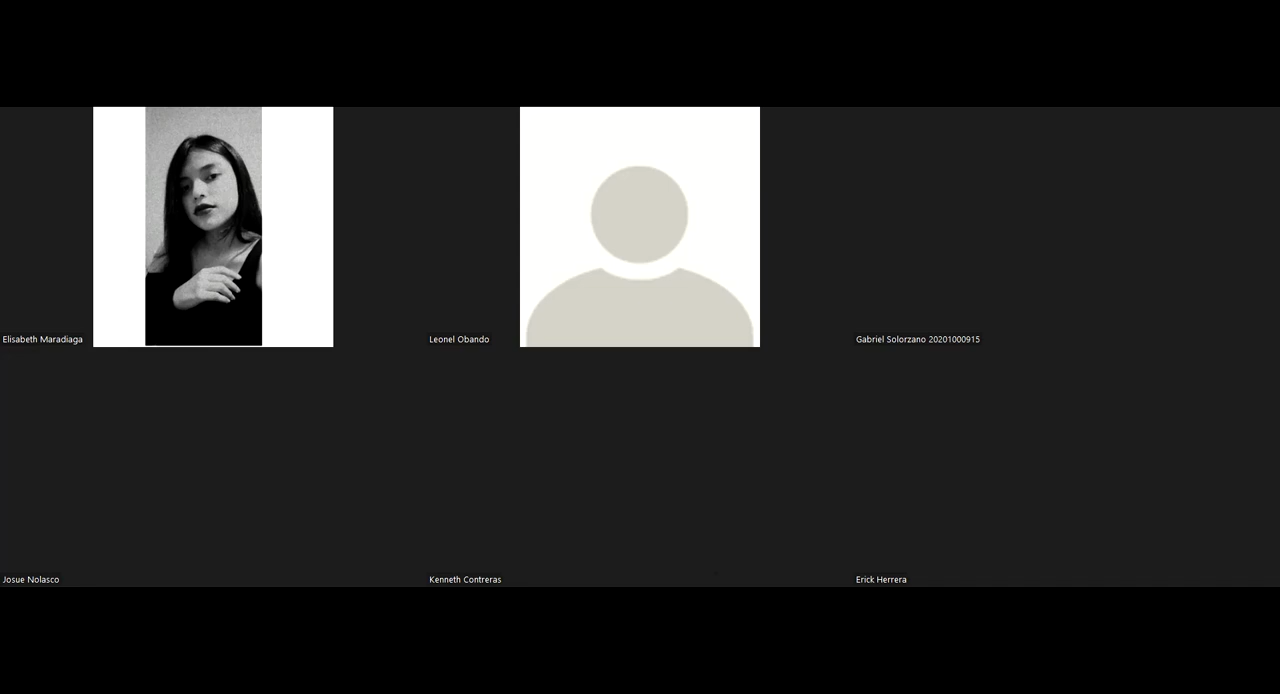 Elisabeth Maradiaga
Leonel Obando
Gabriel Solorzano 20201000915
Josue Nolasco
Kenneth Contreras
Erick Herrera